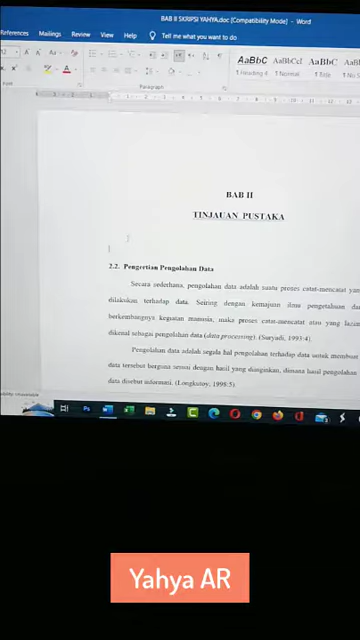 BAB II SKRIPSI YAHYA.doc [Compatibility Mode] - Word
References Mailings Review View Help Tell me what you want to do
Paragraph
AaBbC AaBbCcI AaBbC AaBb
¶ Heading 4 ¶ Normal ¶ Title
BAB II
TINJAUAN PUSTAKA
2.2. Pengertian Pengolahan Data
Secara sederhana, pengolahan data adalah suatu proses catat-mencatat yan
dilakukan terhadap data. Seiring dengan kemajuan ilmu pengetahuan da
berkembangnya kegiatan manusia, maka proses catat-mencatat atau yang lazim
dikenal sebagai pengolahan data (data processing). (Suryadi, 1993:4).
Pengolahan data adalah segala hal pengolahan terhadap data untuk membuat
data tersebut berguna sesuai dengan hasil yang diinginkan, dimana hasil pengolahan
data disebut informasi. (Longkutoy, 1998:5)
Yahya AR